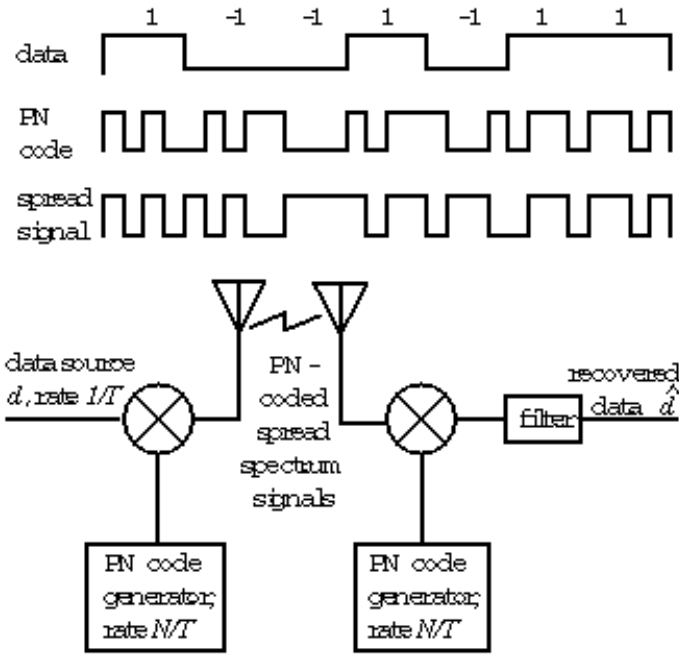 1 -1 -1 1 -1 1 1
data
PN
code
spread
signal
data source
d, rate 1/T
PN -
coded
spread
spectrum
signals
filter
recovered
data d̂
PN code
generator,
rate N/T
PN code
generator,
rate N/T